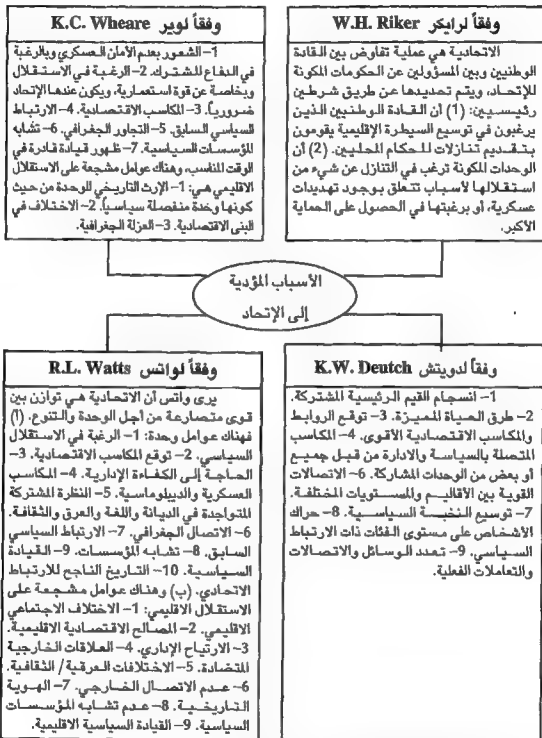 وفقاً لرايكر W.H. Riker
الاتحادية هي عملية تفاوض بين القادة
الوطنيين وبين المسؤولين عن الحكومات المكونة
للإتحاد، ويتم تحديدها عن طريق شرطين
رئيسيين: (1) أن القادة الوطنيين الذين
يرغبون في توسيع السيطرة الإقليمية يقومون
بتقديم تنازلات للحكام المحليين. (2) أن
الوحدات المكونة ترغب في التنازل عن شيء من
استقلالها لأسباب تتعلق بوجود تهديدات
عسكرية، أو برغبتها في الحصول على الحماية
الأكبر.
وفقاً لوير K.C. Wheare
1– الشعور بعدم الأمان العسكري وبالرغبة
في الدفاع المشترك. 2– الرغبة في الاستقلال
وبخاصة عن قوة استعمارية، ويكون عندها الإتحاد
ضرورياً. 3– المكاسب الاقتصادية. 4– الارتباط
السياسي السابق. 5– التجاور الجغرافي. 6– تشابه
المؤسسات السياسية. 7– ظهور قيادة قادرة في
الوقت المناسب، وهناك عوامل مشجعة على الاستقلال
الاقليمي هي: 1– الإرث التاريخي للوحدة من حيث
كونها وحدة منفصلة سياسياً. 2– الاختلاف في
البنى الاقتصادية. 3– العزلة الجغرافية.
الأسباب المؤدية
إلى الإتحاد
وفقاً لدويتش K.W. Deutch
1– انسجام القيم الرئيسية المشتركة.
2– طرق الحياة المميزة. 3– توقع الروابط
والمكاسب الاقتصادية الأقوى. 4– المكاسب
المتصلة بالسياسة والادارة من قبل جميع
أو بعض من الوحدات المشاركة. 6– الاتصالات
القوية بين الأقاليم والمستويات المختلفة.
7– توسيع النخبة السياسية. 8– حراك
الأشخاص على مستوى الفئات ذات الارتباط
السياسي. 9– تعدد الوسائل والاتصالات
والتعاملات الفعلية.
وفقاً لواتس R.L. Watts
يرى واتس أن الاتحادية هي توازن بين
قوى متصارعة من أجل الوحدة والتنوع. (أ)
فهناك عوامل وحدة: 1– الرغبة في الاستقلال
السياسي. 2– توقع المكاسب الاقتصادية. 3–
الحاجة إلى الكفاءة الإدارية. 4– المكاسب
العسكرية والديبلوماسية. 5– النظرة المشتركة
المتواجدة في الديانة واللغة والعرق والثقافة.
6– الاتصال الجغرافي. 7– الارتباط السياسي
السابق. 8– تشابه المؤسسات. 9– القيادة
السياسية. 10– التاريخ الناجح للارتباط
الاتحادي. (ب) وهناك عوامل مشجعة على
الاستقلال الاقليمي: 1– الاختلاف الاجتماعي
الاقليمي. 2– المصالح الاقتصادية الاقليمية.
3– الارتياح الإداري. 4– العلاقات الخارجية
المتضادة. 5– الاختلافات العرقية/ الثقافية.
6– عدم الاتصال الخارجي. 7– الهوية
التاريخية. 8– عدم تشابه المؤسسات
السياسية. 9– القيادة السياسية الاقليمية.